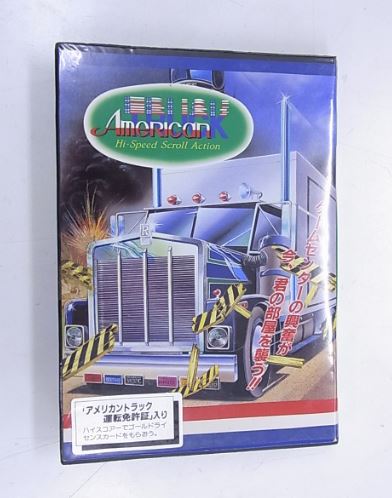 American
TRUCK
Hi-Speed Scroll Action
ゲームセンターの興奮が
今、君の部屋を襲う!!
「アメリカントラック
運転免許証」入り
ハイスコアーでゴールドライ
センスカードをもらおう。